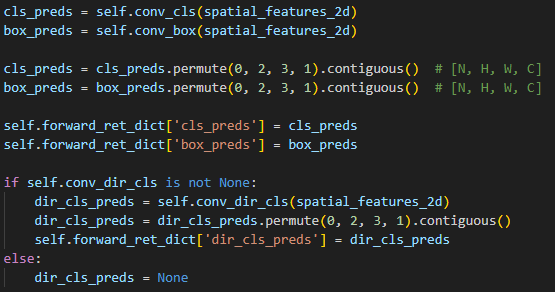 cls_preds = self.conv_cls(spatial_features_2d)
box_preds = self.conv_box(spatial_features_2d)

cls_preds = cls_preds.permute(0, 2, 3, 1).contiguous()  # [N, H, W, C]
box_preds = box_preds.permute(0, 2, 3, 1).contiguous()  # [N, H, W, C]

self.forward_ret_dict['cls_preds'] = cls_preds
self.forward_ret_dict['box_preds'] = box_preds

if self.conv_dir_cls is not None:
    dir_cls_preds = self.conv_dir_cls(spatial_features_2d)
    dir_cls_preds = dir_cls_preds.permute(0, 2, 3, 1).contiguous()
    self.forward_ret_dict['dir_cls_preds'] = dir_cls_preds
else:
    dir_cls_preds = None